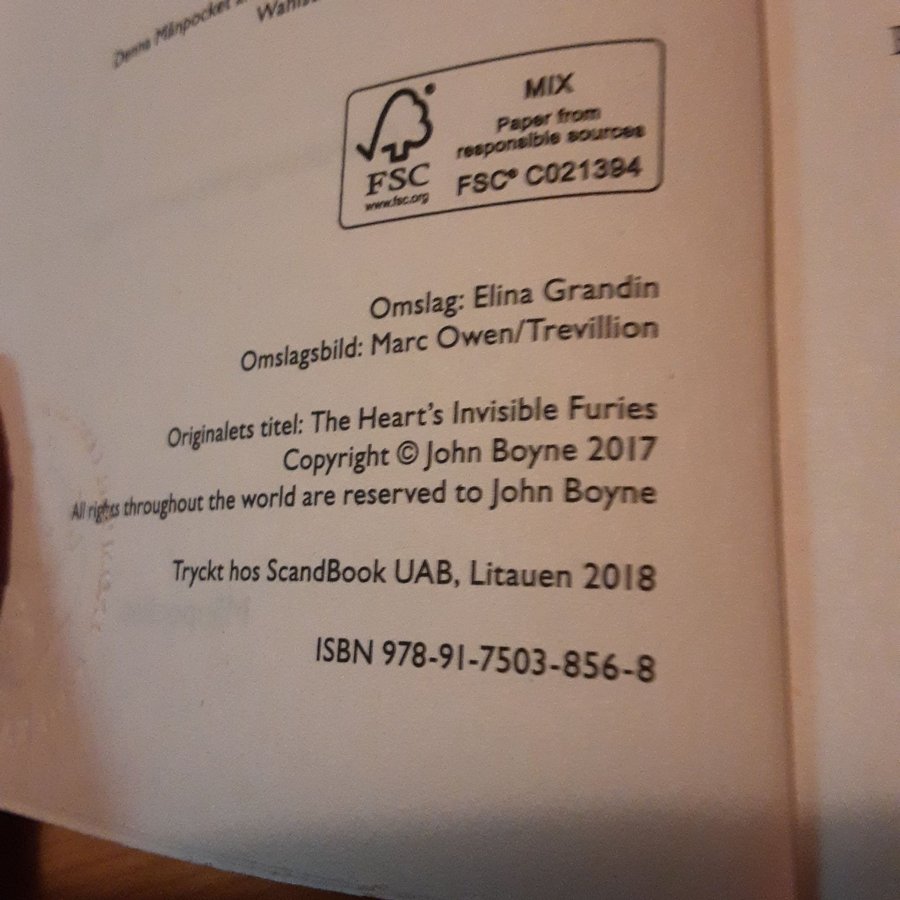 Denna Månpocket
FSC
www.fsc.org
MIX
Paper from
responsible sources
FSC® C021394
Omslag: Elina Grandin
Omslagsbild: Marc Owen/Trevillion
Originalets titel: The Heart's Invisible Furies
Copyright © John Boyne 2017
All rights throughout the world are reserved to John Boyne
Tryckt hos ScandBook UAB, Litauen 2018
ISBN 978-91-7503-856-8